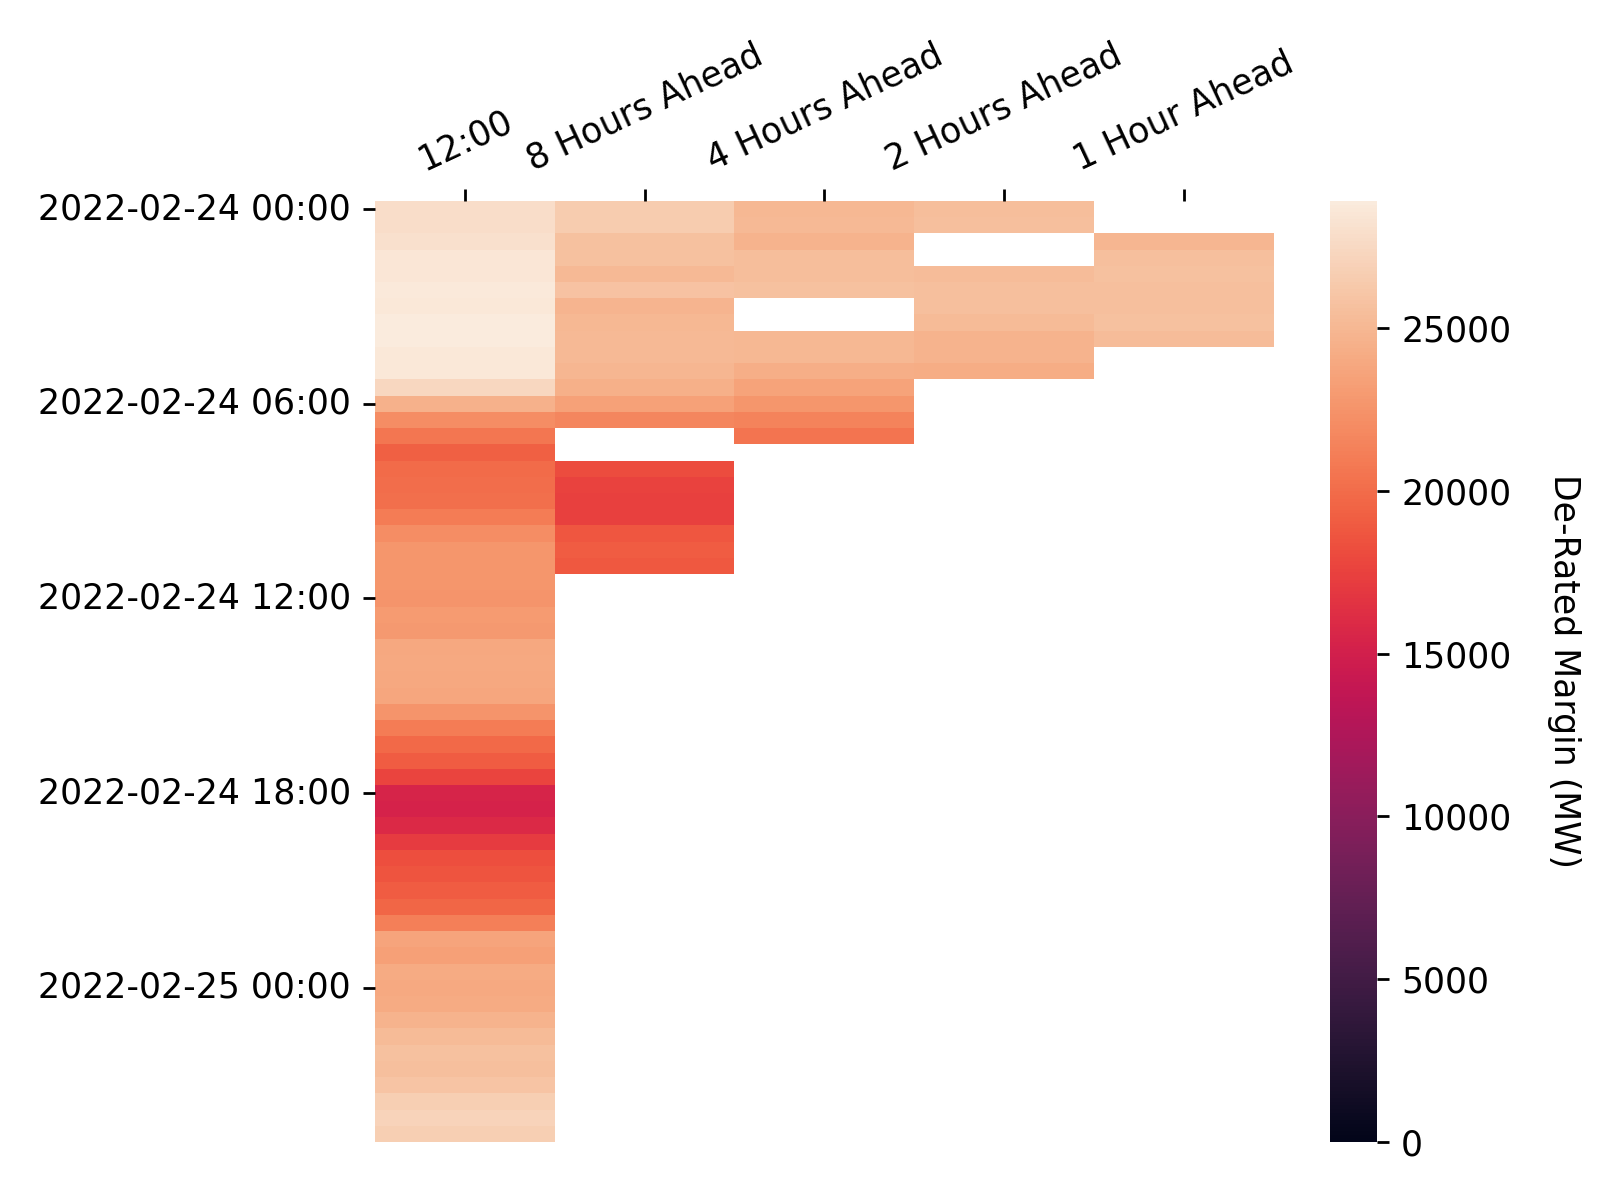 12:00
8 Hours Ahead
4 Hours Ahead
2 Hours Ahead
1 Hour Ahead
2022-02-24 00:00
2022-02-24 06:00
2022-02-24 12:00
2022-02-24 18:00
2022-02-25 00:00
25000
20000
15000
10000
5000
0
De-Rated Margin (MW)